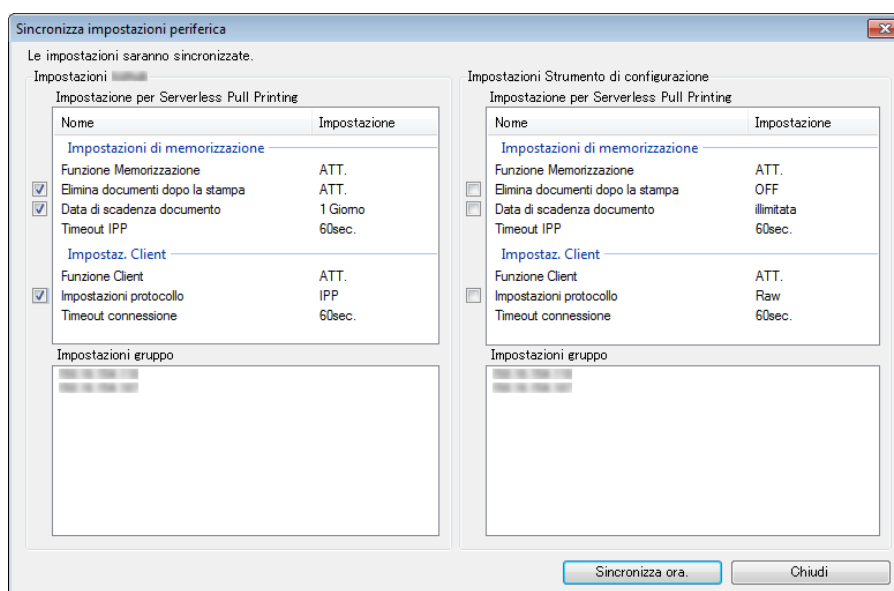 Sincronizza impostazioni periferica
Le impostazioni saranno sincronizzate.
Impostazioni
Impostazione per Serverless Pull Printing
Nome Impostazione
Impostazioni di memorizzazione
Funzione Memorizzazione ATT.
Elimina documenti dopo la stampa ATT.
Data di scadenza documento 1 Giorno
Timeout IPP 60sec.
Impostaz. Client
Funzione Client ATT.
Impostazioni protocollo IPP
Timeout connessione 60sec.
Impostazioni gruppo
Impostazioni Strumento di configurazione
Impostazione per Serverless Pull Printing
Nome Impostazione
Impostazioni di memorizzazione
Funzione Memorizzazione ATT.
Elimina documenti dopo la stampa OFF
Data di scadenza documento illimitata
Timeout IPP 60sec.
Impostaz. Client
Funzione Client ATT.
Impostazioni protocollo Raw
Timeout connessione 60sec.
Impostazioni gruppo
Sincronizza ora. Chiudi